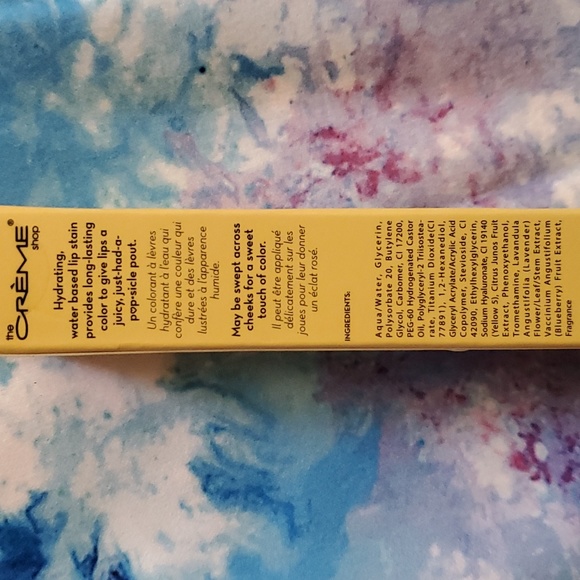 the
CRÈME®
shop
Hydrating,
water based lip stain
provides long-lasting
color to give lips a
juicy, just-had-a-
pop-sicle pout.
Un colorant à lèvres
hydratant à l'eau qui
confère une couleur qui
dure et des lèvres
lustrées à l'apparence
humide.
May be swept across
cheeks for a sweet
touch of color.
Il peut être appliqué
délicatement sur les
joues pour leur donner
un éclat rosé.
INGREDIENTS:
Aqua/Water, Glycerin,
Polysorbate 20, Butylene
Glycol, Carbomer, CI 17200,
PEG-60 Hydrogenated Castor
Oil, Polyglyceryl-2 Triisostea-
rate, Titanium Dioxide(CI
77891), 1,2-Hexanediol,
Glyceryl Acrylate/Acrylic Acid
Copolymer, Stevioside, CI
42090, Ethylhexylglycerin,
Sodium Hyaluronate, CI 19140
(Yellow 5), Citrus Junos Fruit
Extract, Phenoxyethanol,
Tromethamine, Lavandula
Angustifolia (Lavender)
Flower/Leaf/Stem Extract,
Vaccinium Angustifolium
(Blueberry) Fruit Extract,
Fragrance